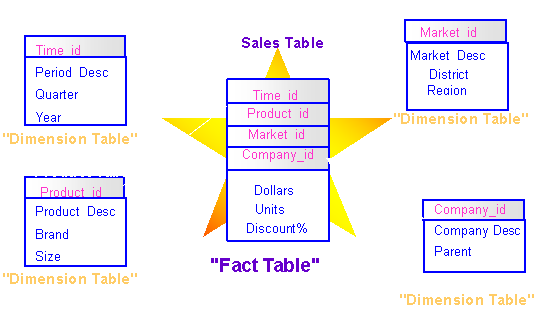 Sales Table
Time_id
Period Desc
Quarter
Year
"Dimension Table"
Market_id
Market Desc
District
Region
"Dimension Table"
Time_id
Product_id
Market_id
Company_id
Dollars
Units
Discount%
"Fact Table"
Product_id
Product Desc
Brand
Size
"Dimension Table"
Company_id
Company Desc
Parent
"Dimension Table"